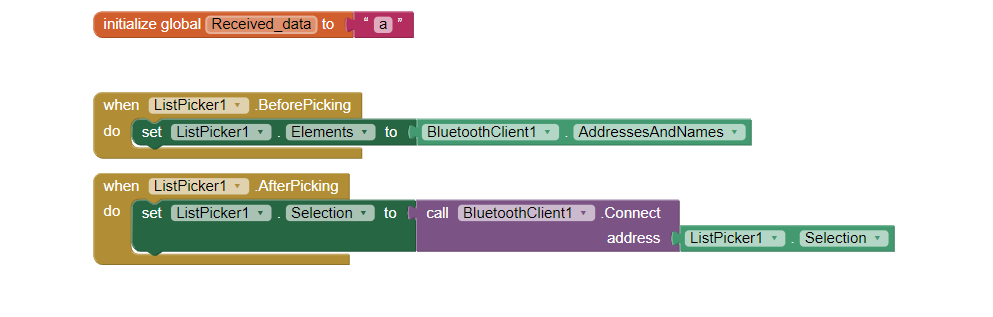 initialize global Received_data to " a "
when ListPicker1 .BeforePicking
do set ListPicker1 . Elements to BluetoothClient1 . AddressesAndNames
when ListPicker1 .AfterPicking
do set ListPicker1 . Selection to call BluetoothClient1 .Connect
address ListPicker1 . Selection